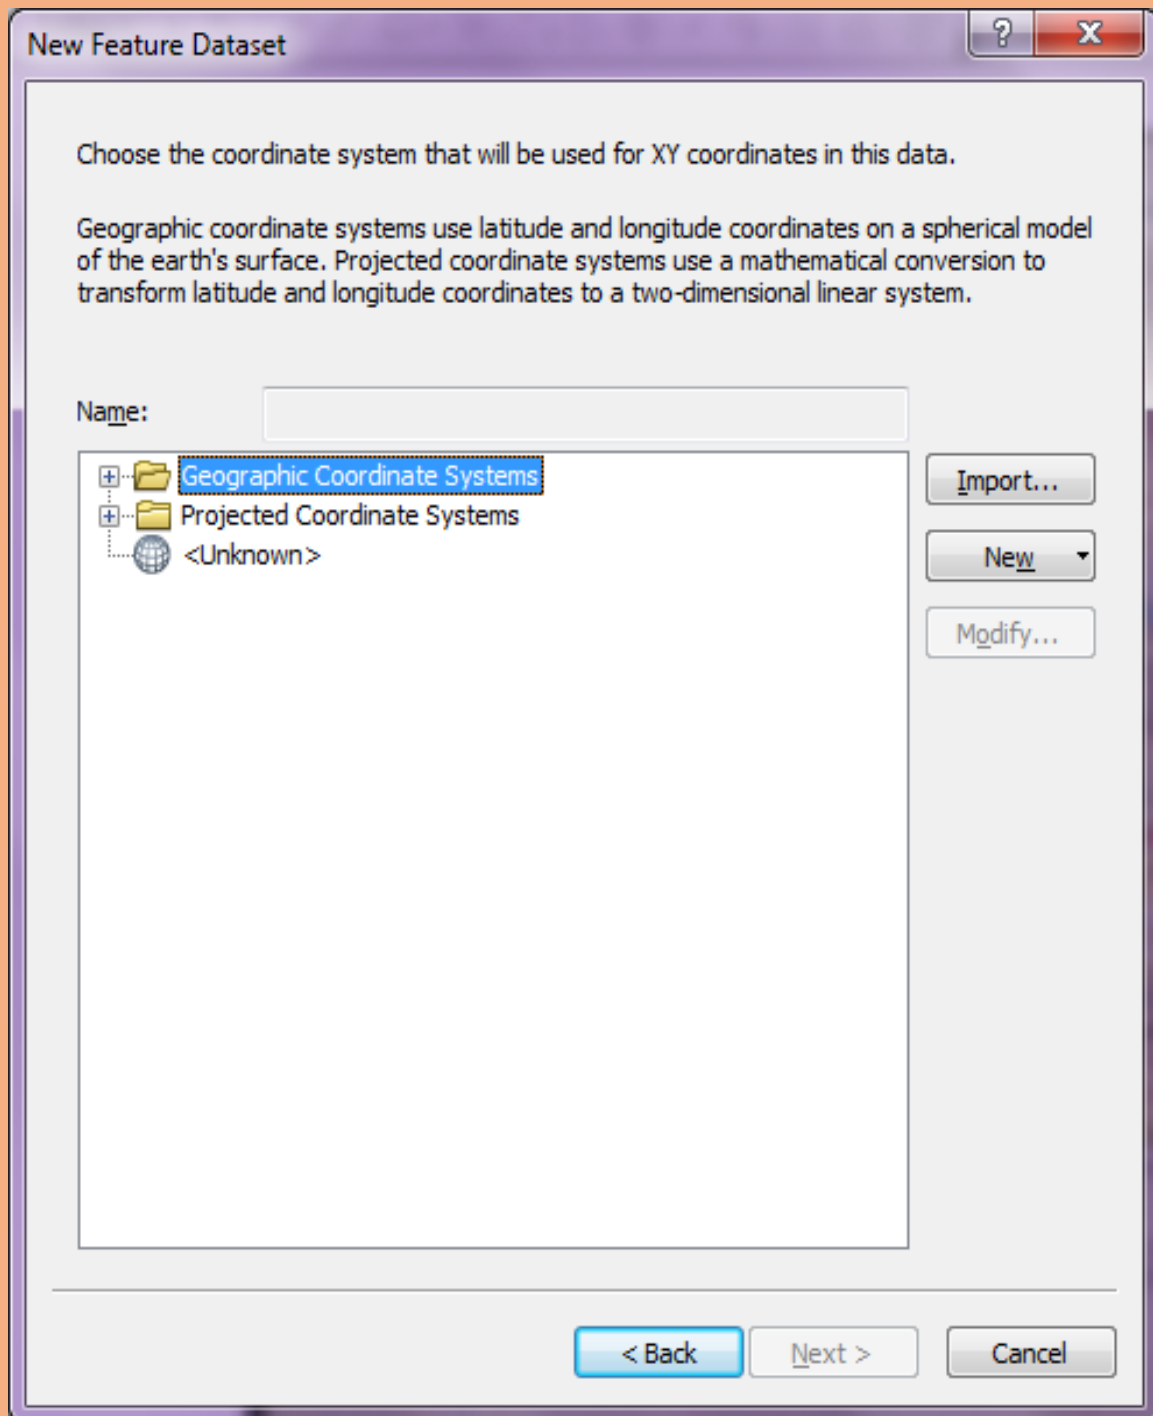 New Feature Dataset
?
X
Choose the coordinate system that will be used for XY coordinates in this data.
Geographic coordinate systems use latitude and longitude coordinates on a spherical model
of the earth's surface. Projected coordinate systems use a mathematical conversion to
transform latitude and longitude coordinates to a two-dimensional linear system.
Name:
Geographic Coordinate Systems
Import...
Projected Coordinate Systems
<Unknown>
New
Modify...
< Back
Next >
Cancel